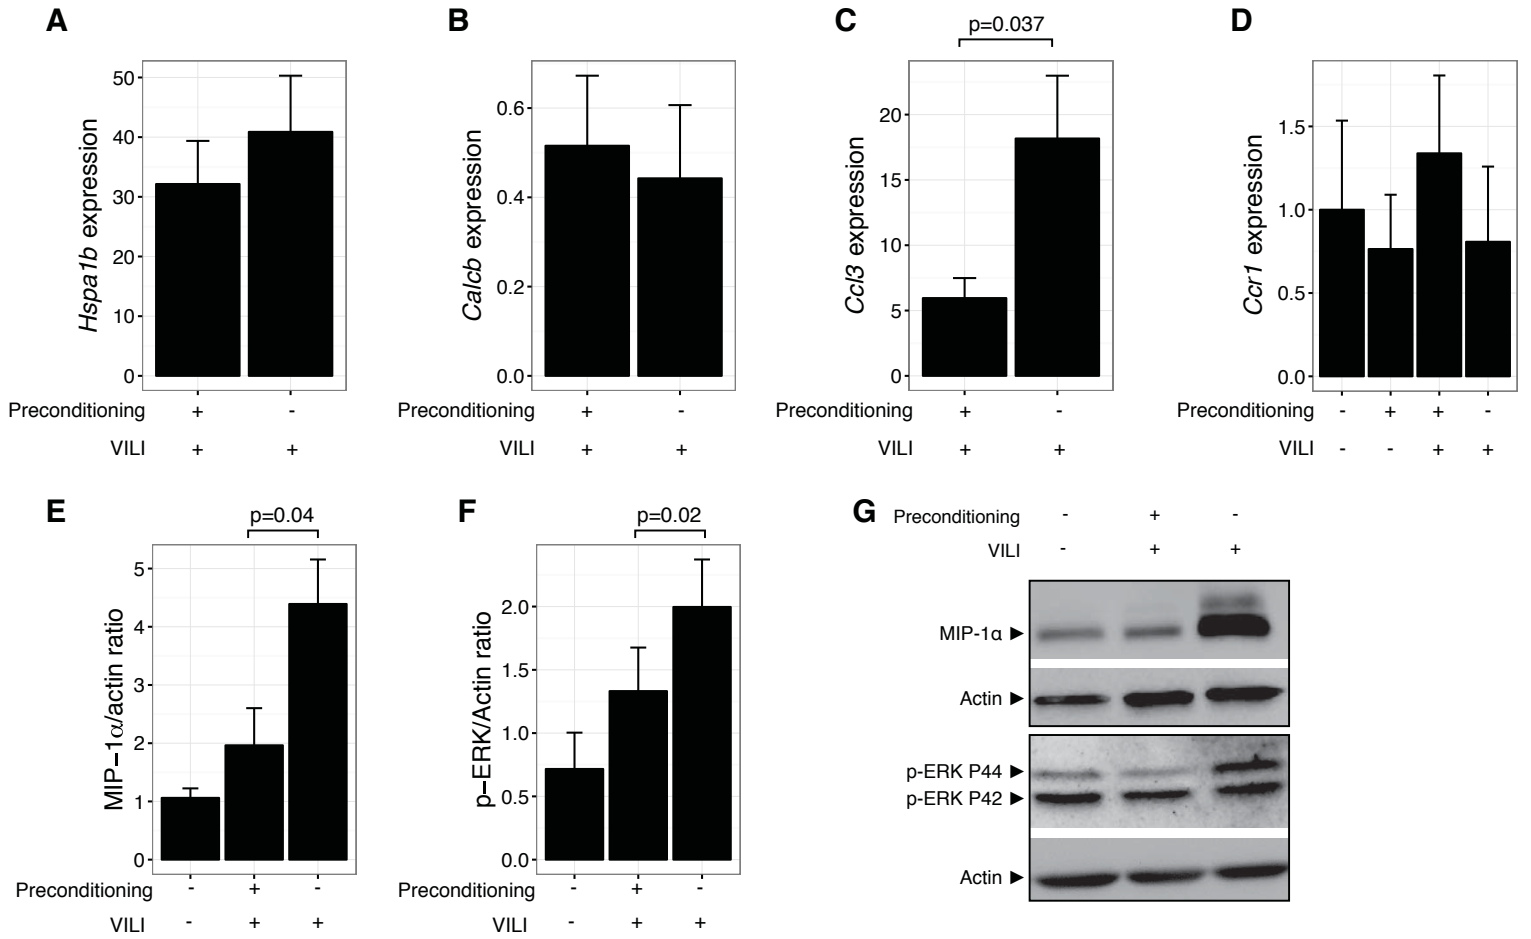 A
Hspa1b expression
50
40
30
20
10
0
Preconditioning + -
VILI + +
B
Calcb expression
0.6
0.4
0.2
0.0
Preconditioning + -
VILI + +
C
p=0.037
Ccl3 expression
20
15
10
5
0
Preconditioning + -
VILI + +
D
Ccr1 expression
1.5
1.0
0.5
0.0
Preconditioning - + + -
VILI - - + +
E
p=0.04
MIP−1α/actin ratio
5
4
3
2
1
0
Preconditioning - + -
VILI - + +
F
p=0.02
p−ERK/Actin ratio
2.0
1.5
1.0
0.5
0.0
Preconditioning - + -
VILI - + +
G
Preconditioning - + -
VILI - + +
MIP-1α ►
Actin ►
p-ERK P44 ►
p-ERK P42 ►
Actin ►